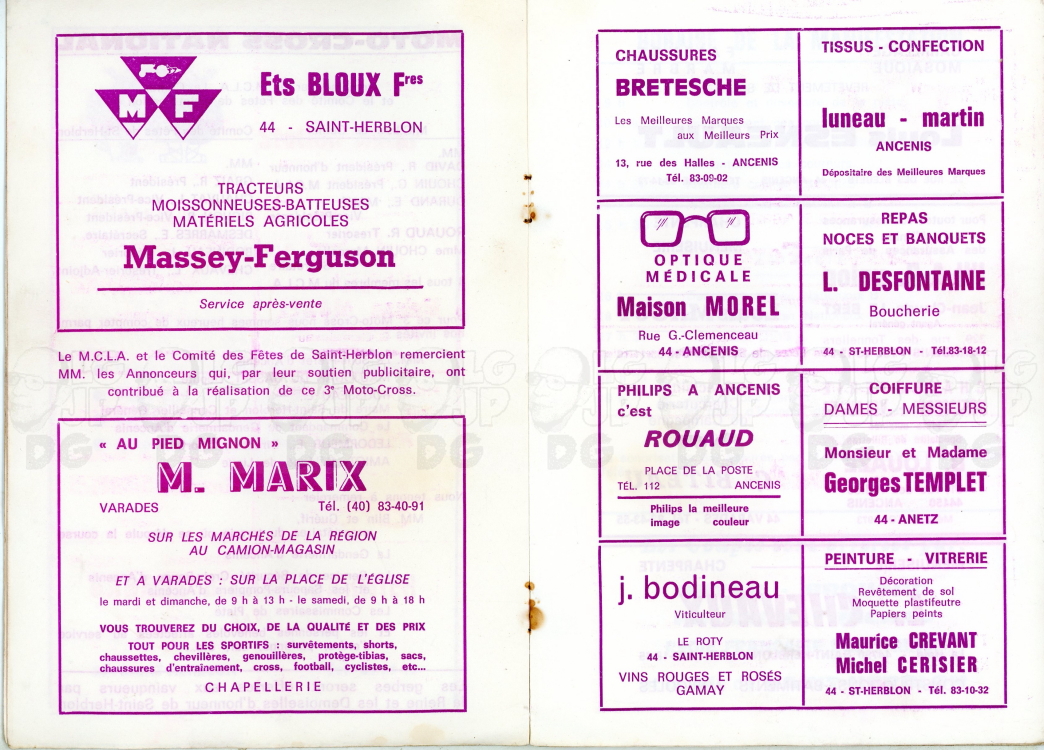 MF
Ets BLOUX Fres
44 - SAINT-HERBLON
TRACTEURS
MOISSONNEUSES-BATTEUSES
MATÉRIELS AGRICOLES
Massey-Ferguson
Service après-vente
Le M.C.L.A. et le Comité des Fêtes de Saint-Herblon remercient
MM. les Annonceurs qui, par leur soutien publicitaire, ont
contribué à la réalisation de ce 3e Moto-Cross.
« AU PIED MIGNON »
M. MARIX
VARADES Tél. (40) 83-40-91
SUR LES MARCHÉS DE LA RÉGION
AU CAMION-MAGASIN
ET A VARADES : SUR LA PLACE DE L'ÉGLISE
le mardi et dimanche, de 9 h à 13 h - le samedi, de 9 h à 18 h
VOUS TROUVEREZ DU CHOIX, DE LA QUALITÉ ET DES PRIX
TOUT POUR LES SPORTIFS : survêtements, shorts,
chaussettes, chevillères, genouillères, protège-tibias, sacs,
chaussures d'entraînement, cross, football, cyclistes, etc...
CHAPELLERIE
CHAUSSURES
BRETESCHE
Les Meilleures Marques
aux Meilleurs Prix
13, rue des Halles - ANCENIS
Tél. 83-09-02
TISSUS - CONFECTION
luneau - martin
ANCENIS
Dépositaire des Meilleures Marques
OPTIQUE
MÉDICALE
Maison MOREL
Rue G.-Clemenceau
44 - ANCENIS
REPAS
NOCES ET BANQUETS
L. DESFONTAINE
Boucherie
44 - ST-HERBLON - Tél. 83-18-12
PHILIPS A ANCENIS
c'est
ROUAUD
PLACE DE LA POSTE
TÉL. 112 ANCENIS
Philips la meilleure
image couleur
COIFFURE
DAMES - MESSIEURS
Monsieur et Madame
Georges TEMPLET
44 - ANETZ
j. bodineau
Viticulteur
LE ROTY
44 - SAINT-HERBLON
VINS ROUGES ET ROSÉS
GAMAY
PEINTURE - VITRERIE
Décoration
Revêtement de sol
Moquette plastifeutre
Papiers peints
Maurice CREVANT
Michel CERISIER
44 - ST-HERBLON - Tél. 83-10-32